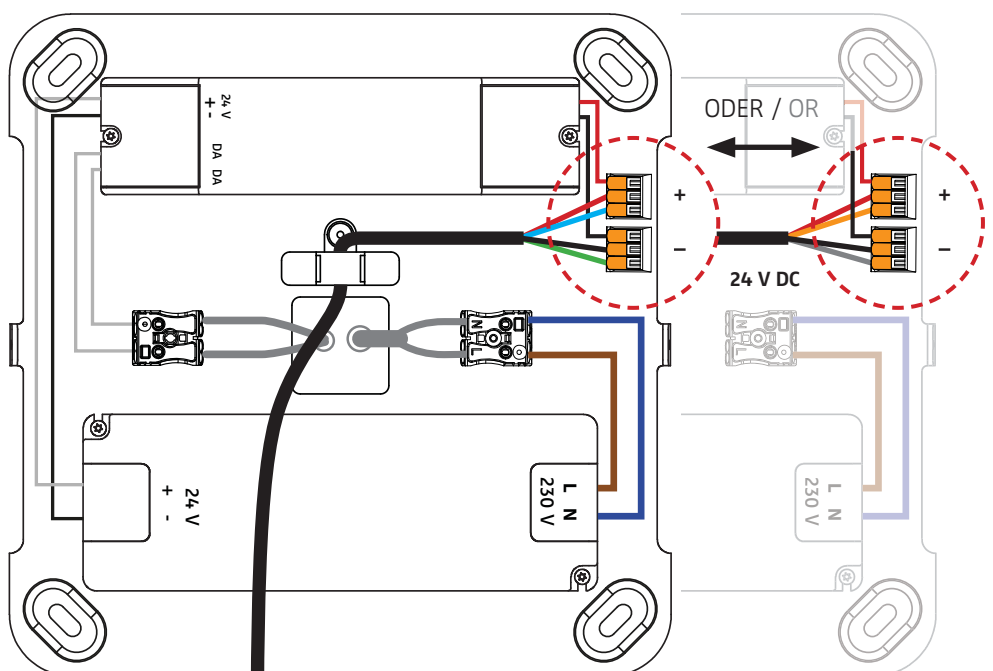 24 V
+ -
DA DA
ODER / OR
+
–
+
–
24 V DC
N
L
24 V
+ -
L N
230 V
L N
230 V